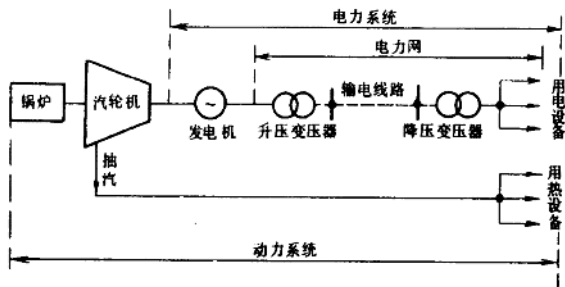 电力系统
电力网
锅炉
汽轮机
~
发电机
升压变压器
输电线路
降压变压器
用电设备
抽汽
用热设备
动力系统